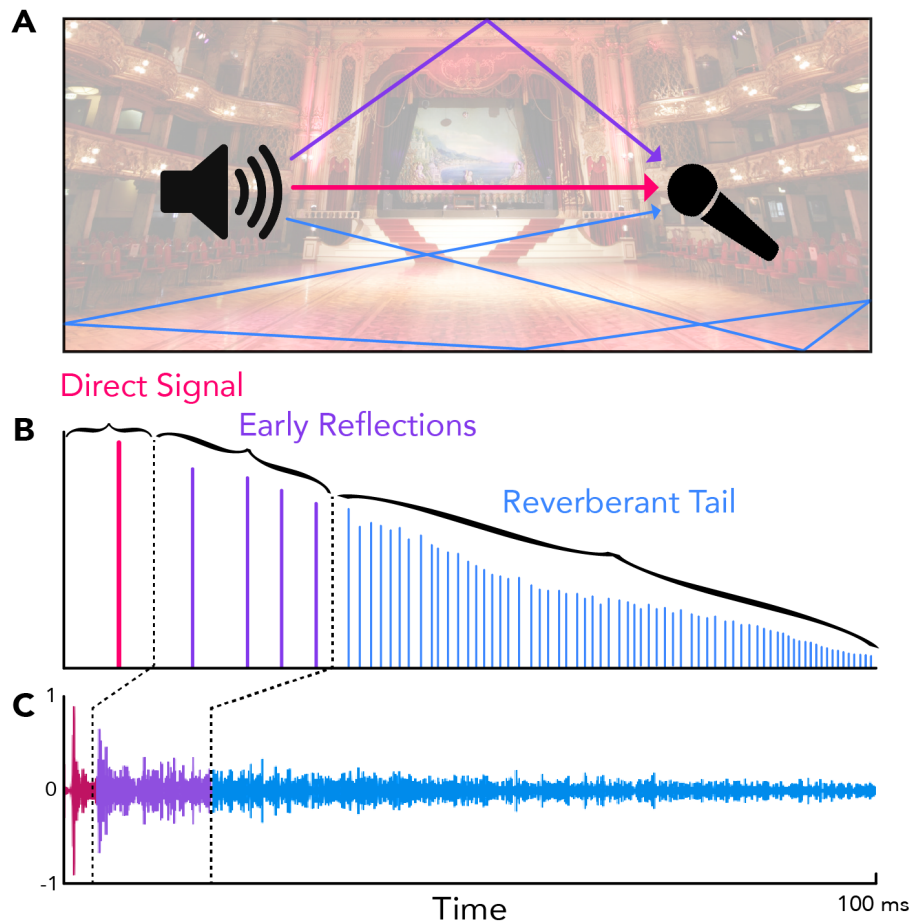 A
Direct Signal
B
Early Reflections
Reverberant Tail
C
1
0
-1
Time
100 ms